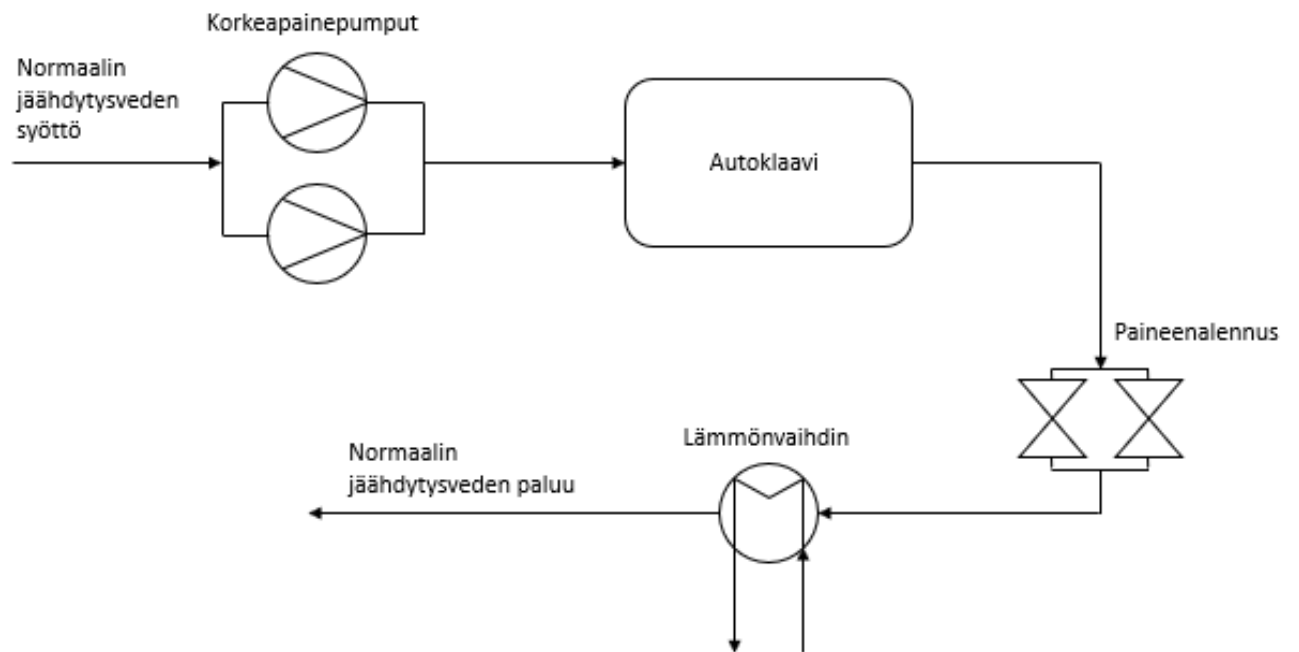 Korkeapainepumput
Normaalin
jäähdytysveden
syöttö
Autoklaavi
Paineenalennus
Lämmönvaihdin
Normaalin
jäähdytysveden paluu